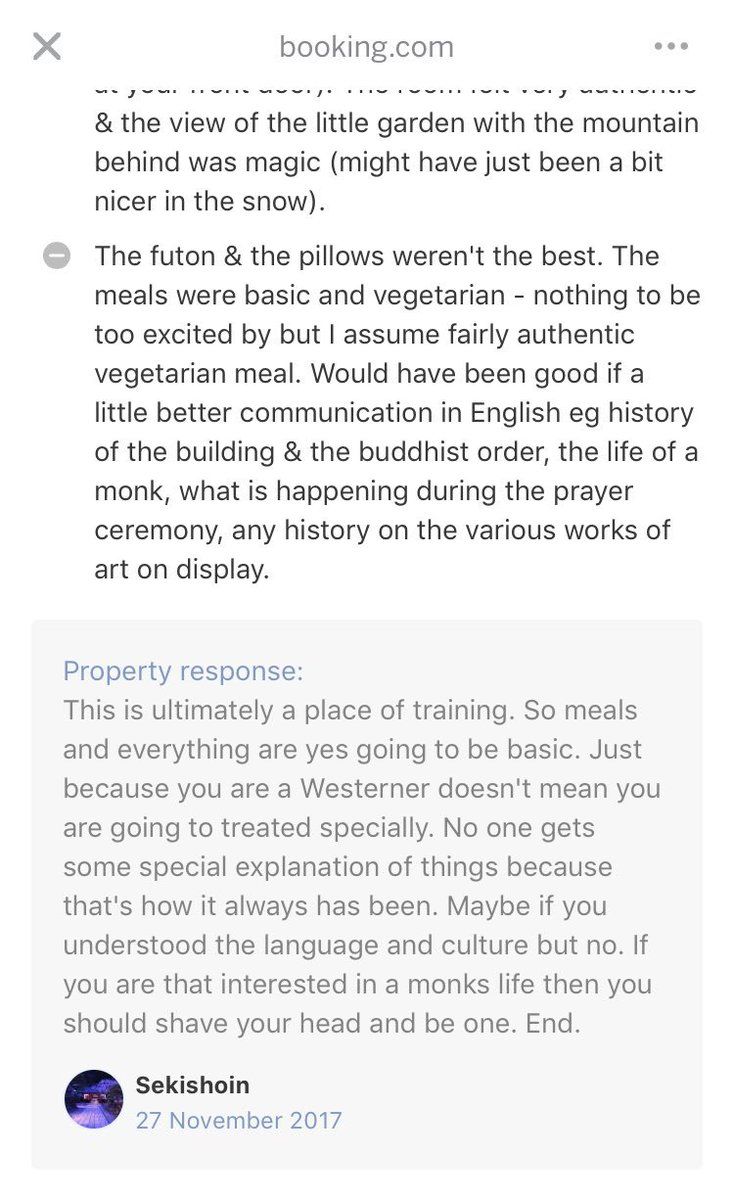 booking.com
& the view of the little garden with the mountain
behind was magic (might have just been a bit
nicer in the snow).
The futon & the pillows weren't the best. The
meals were basic and vegetarian - nothing to be
too excited by but I assume fairly authentic
vegetarian meal. Would have been good if a
little better communication in English eg history
of the building & the buddhist order, the life of a
monk, what is happening during the prayer
ceremony, any history on the various works of
art on display.
Property response:
This is ultimately a place of training. So meals
and everything are yes going to be basic. Just
because you are a Westerner doesn't mean you
are going to treated specially. No one gets
some special explanation of things because
that's how it always has been. Maybe if you
understood the language and culture but no. If
you are that interested in a monks life then you
should shave your head and be one. End.
Sekishoin
27 November 2017